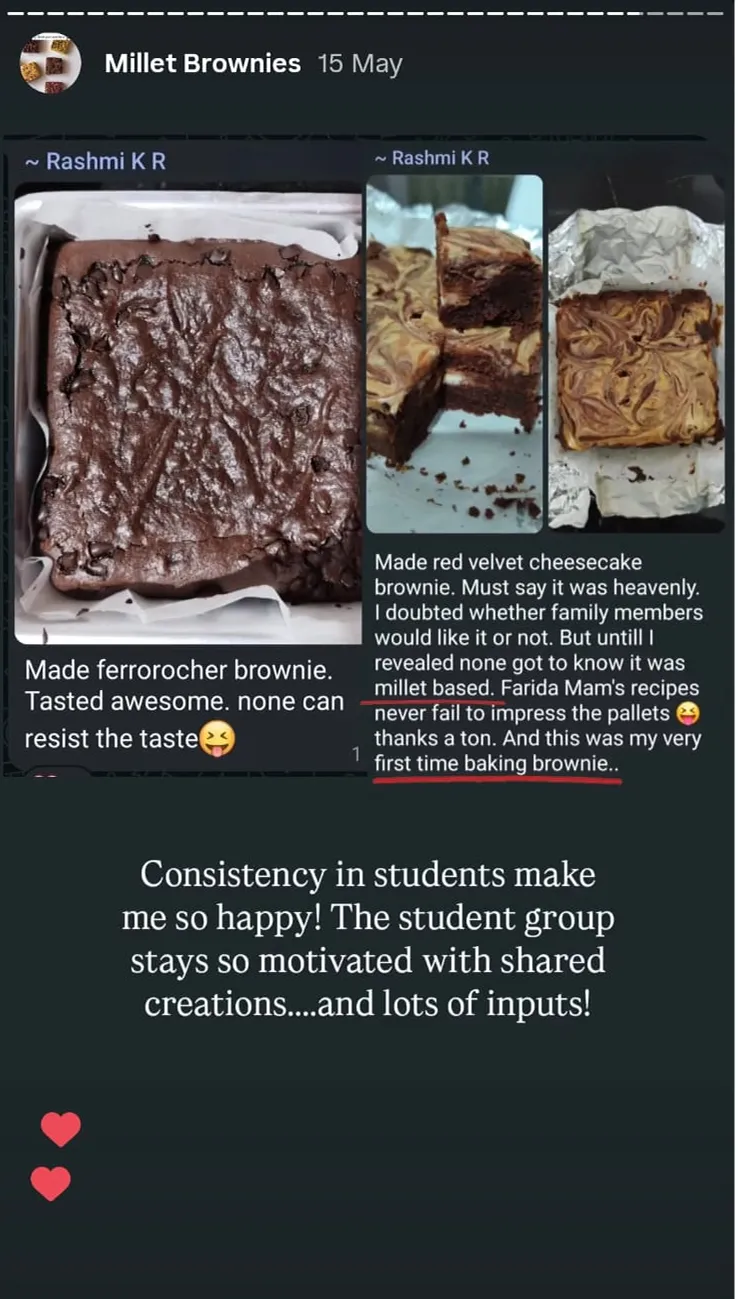 Millet Brownies 15 May
~ Rashmi K R
Made ferrorocher brownie.
Tasted awesome. none can
resist the taste😝
1
~ Rashmi K R
Made red velvet cheesecake
brownie. Must say it was heavenly.
I doubted whether family members
would like it or not. But untill I
revealed none got to know it was
millet based. Farida Mam's recipes
never fail to impress the pallets 😝
thanks a ton. And this was my very
first time baking brownie..
Consistency in students make
me so happy! The student group
stays so motivated with shared
creations....and lots of inputs!